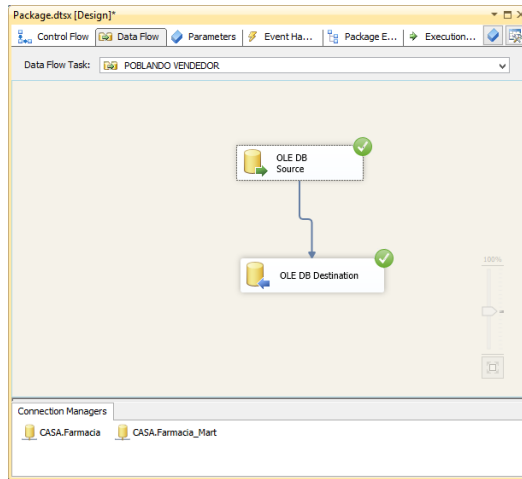 Package.dtsx [Design]*
Control Flow Data Flow Parameters Event Ha... Package E... Execution...
Data Flow Task: POBLANDO VENDEDOR
OLE DB
Source
OLE DB Destination
100%
Connection Managers
CASA.Farmacia CASA.Farmacia_Mart